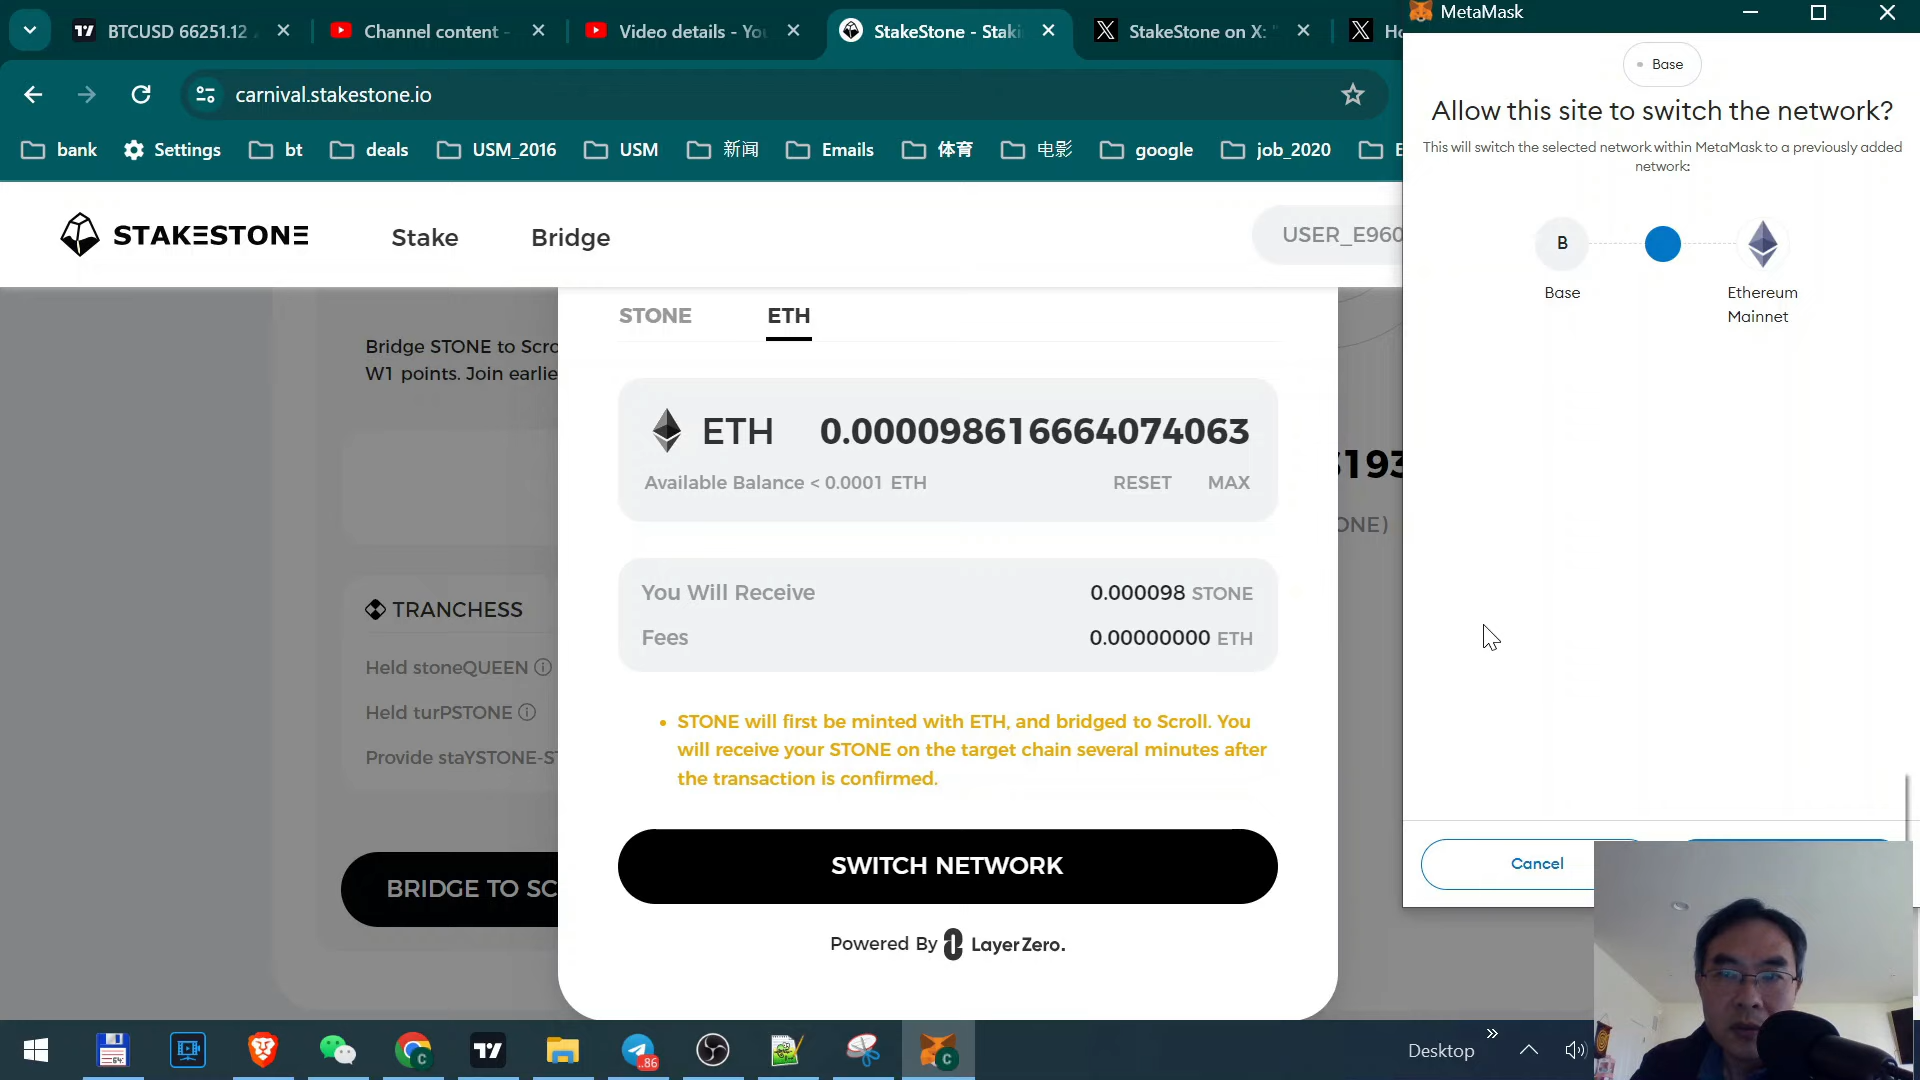 BTCUSD 66251.12
Channel content -
Video details - You
StakeStone - Staki
StakeStone on X: "
MetaMask
carnival.stakestone.io
bank
Settings
bt
deals
USM_2016
USM
新闻
Emails
体育
电影
google
job_2020
STAKESTONE
Stake
Bridge
USER_E960
Bridge STONE to Scro
W1 points. Join earlie
STONE
ETH
ETH 0.000098616664074063
Available Balance < 0.0001 ETH
RESET
MAX
You Will Receive
0.000098 STONE
Fees
0.00000000 ETH
STONE will first be minted with ETH, and bridged to Scroll. You
will receive your STONE on the target chain several minutes after
the transaction is confirmed.
SWITCH NETWORK
Powered By LayerZero.
TRANCHESS
Held stoneQUEEN
Held turPSTONE
Provide staYSTONE-ST
BRIDGE TO SC
ONE)
Base
Allow this site to switch the network?
This will switch the selected network within MetaMask to a previously added
network:
B
Base
Ethereum
Mainnet
Cancel
..86
Desktop